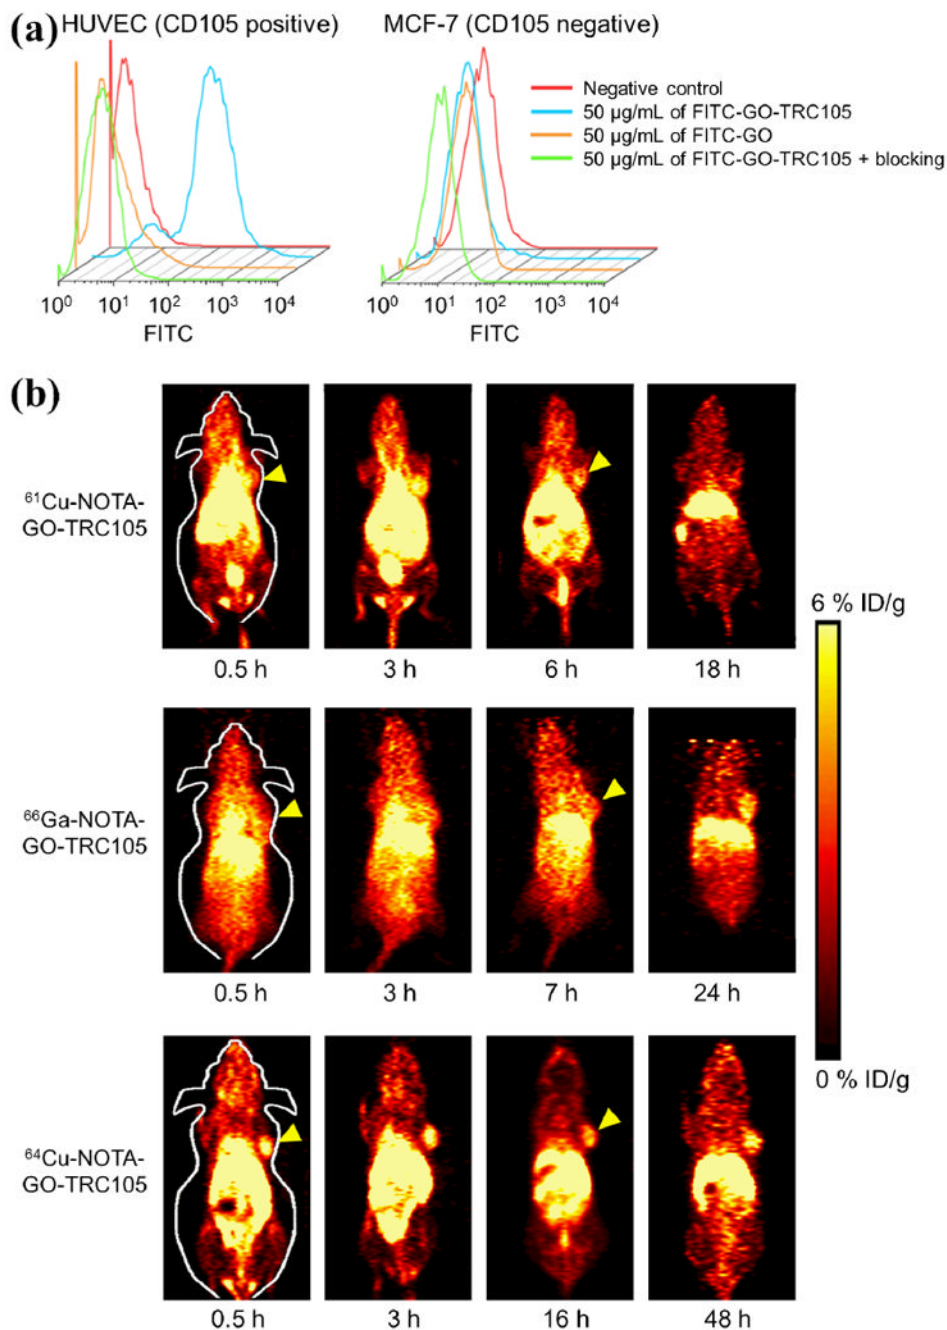 (a) HUVEC (CD105 positive) MCF-7 (CD105 negative)
Negative control
50 µg/mL of FITC-GO-TRC105
50 µg/mL of FITC-GO
50 µg/mL of FITC-GO-TRC105 + blocking
10⁰ 10¹ 10² 10³ 10⁴ 10⁰ 10¹ 10² 10³ 10⁴
FITC FITC
(b)
⁶¹Cu-NOTA-
GO-TRC105
0.5 h 3 h 6 h 18 h
6 % ID/g
⁶⁶Ga-NOTA-
GO-TRC105
0.5 h 3 h 7 h 24 h
0 % ID/g
⁶⁴Cu-NOTA-
GO-TRC105
0.5 h 3 h 16 h 48 h